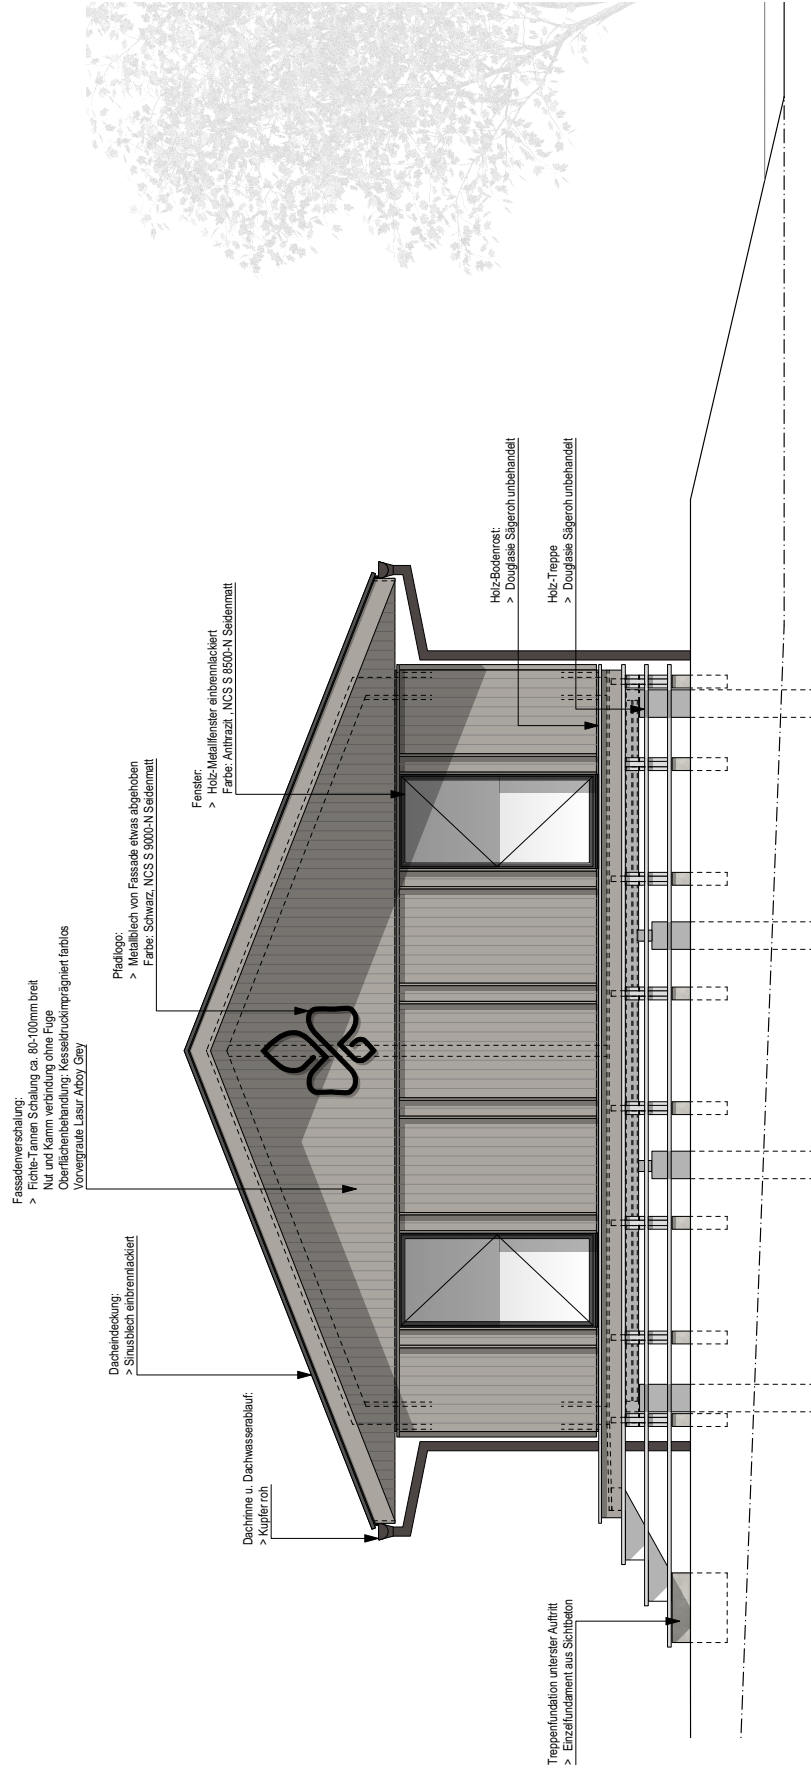 Treppenfundation unterster Auftritt
> Einzelfundament aus Sichtbeton
Dachrinne u. Dachwasserablauf:
> Kupfer roh
Dacheindeckung:
> Sinusblech einbrennlackiert
Fassadenverschalung:
> Fichte-Tannen Schalung ca. 80-100mm breit
Nut und Kamm verbindung ohne Fuge
Oberflächenbehandlung: Kesseldruckimprägniert farblos
Vorvergraute Lasur Arboy Grey
Pfadilogo:
> Metallblech von Fassade etwas abgehoben
Farbe: Schwarz, NCS S 9000-N Seidenmatt
Fenster:
> Holz-Metallfenster einbrennlackiert
Farbe: Anthrazit , NCS S 8500-N Seidenmatt
Holz-Bodenrost:
> Douglasie Sägeroh unbehandelt
Holz-Treppe
> Douglasie Sägeroh unbehandelt